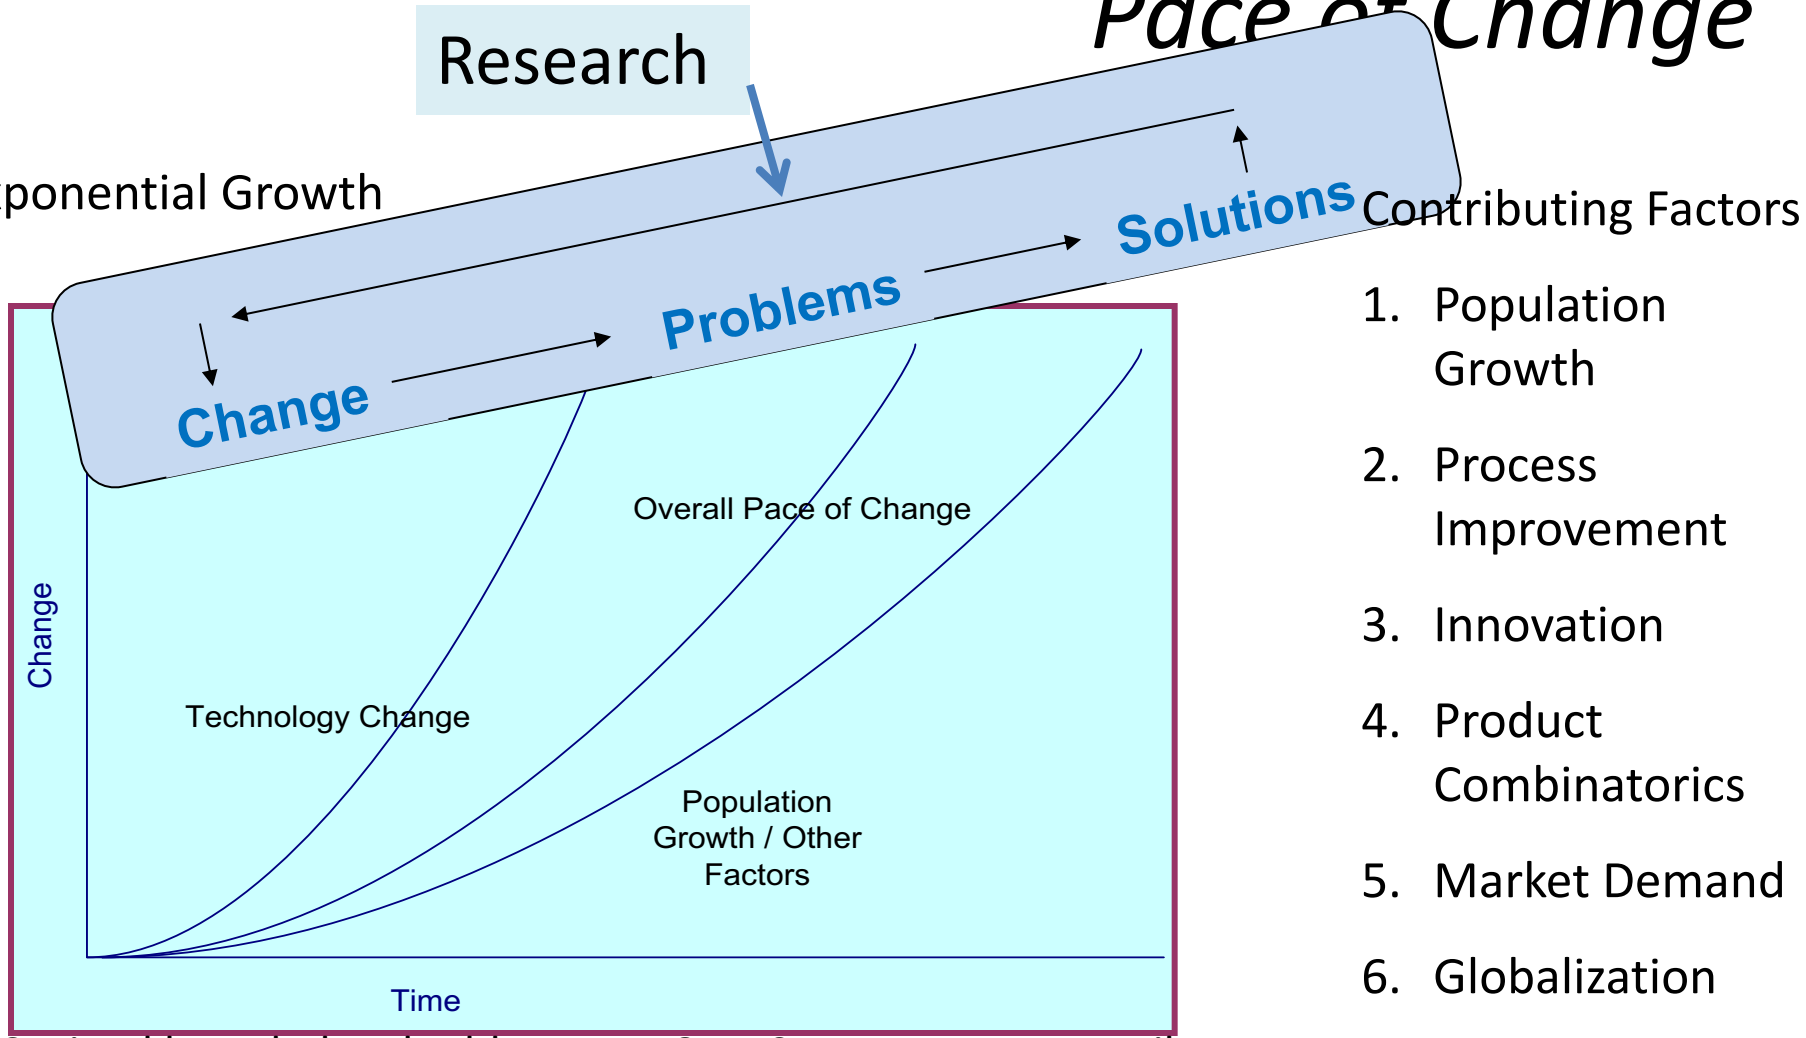 Pace of Change
Research
xponential Growth
Solutions
Problems
Change
Contributing Factors
1. Population
Growth
2. Process
Improvement
3. Innovation
4. Product
Combinatorics
5. Market Demand
6. Globalization
Overall Pace of Change
Change
Technology Change
Population
Growth / Other
Factors
Time